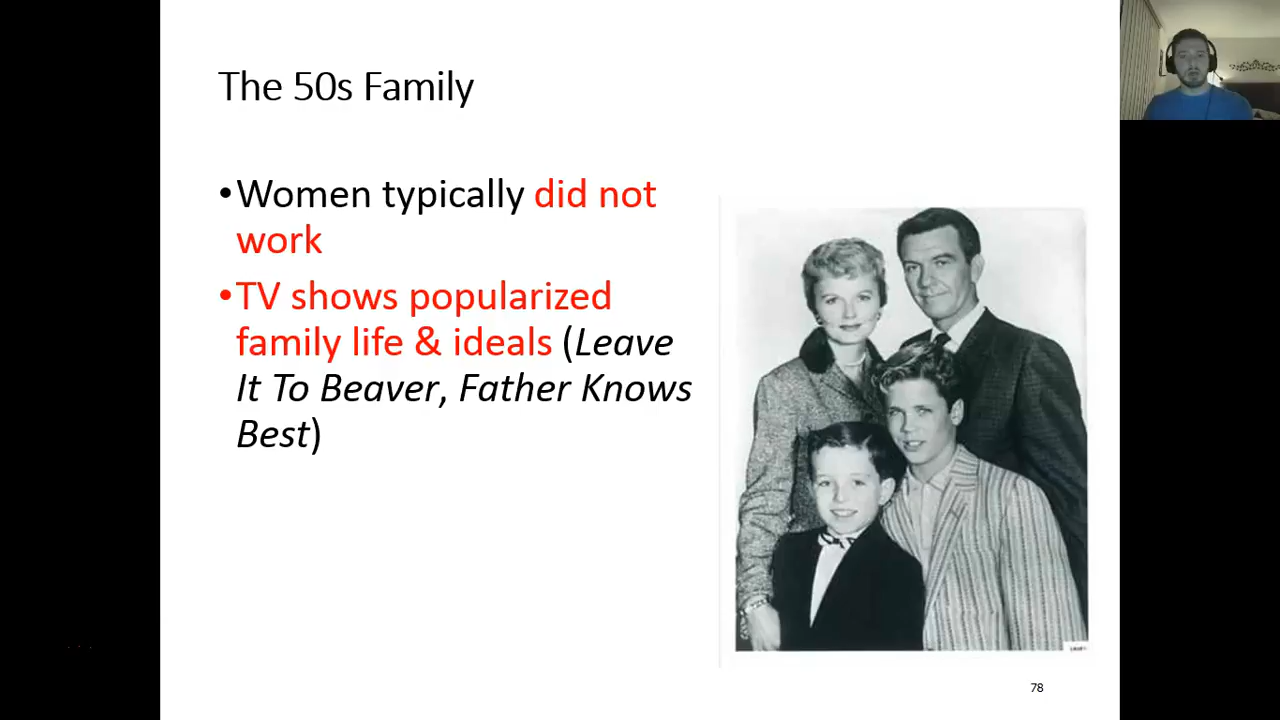 The 50s Family
•Women typically did not
work
•TV shows popularized
family life & ideals (Leave
It To Beaver, Father Knows
Best)
78